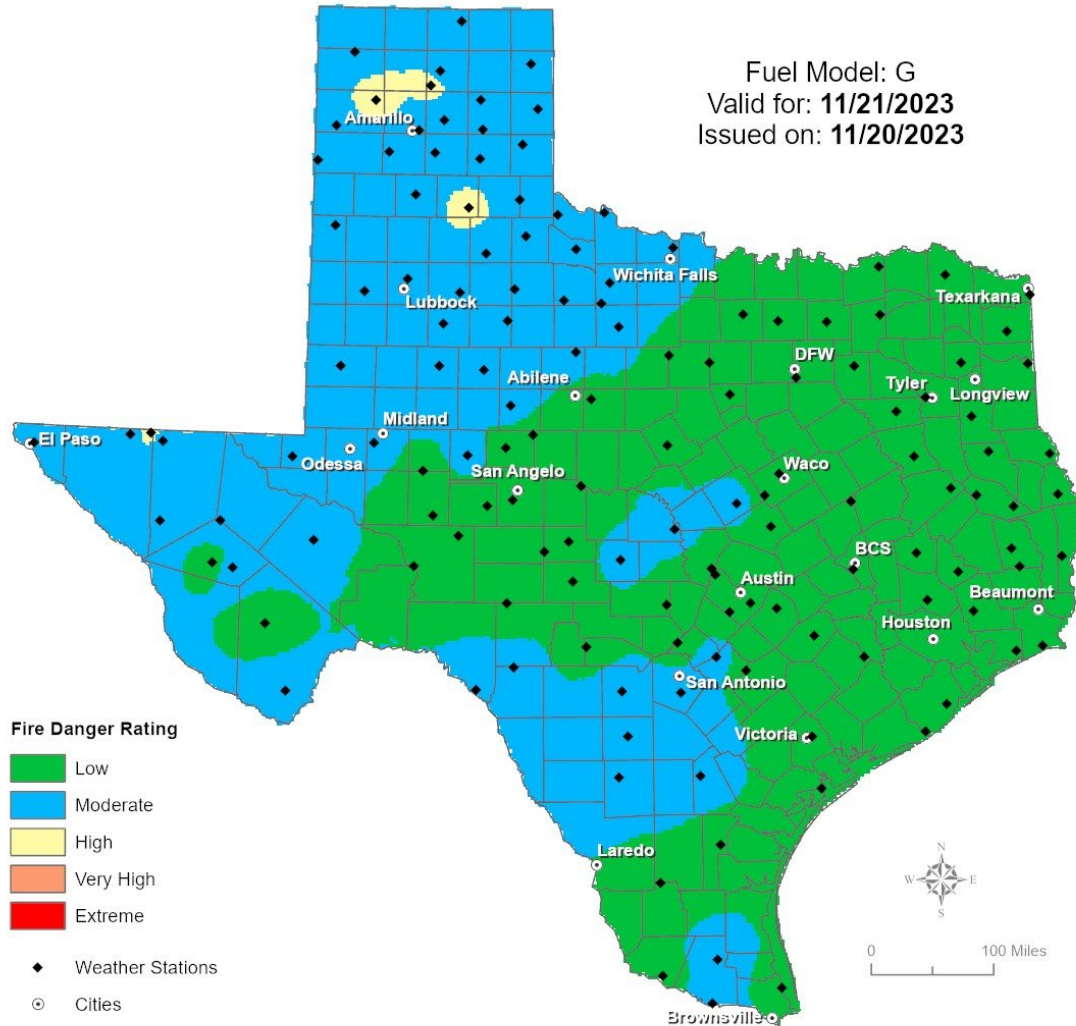 Fuel Model: G
Valid for: 11/21/2023
Issued on: 11/20/2023
Amarillo
Wichita Falls
Lubbock
Texarkana
DFW
Abilene
Tyler
Longview
Midland
El Paso
Odessa
San Angelo
Waco
BCS
Austin
Beaumont
Houston
San Antonio
Victoria
Laredo
Brownsville
Fire Danger Rating
Low
Moderate
High
Very High
Extreme
Weather Stations
Cities
N
W E
S
0 100 Miles